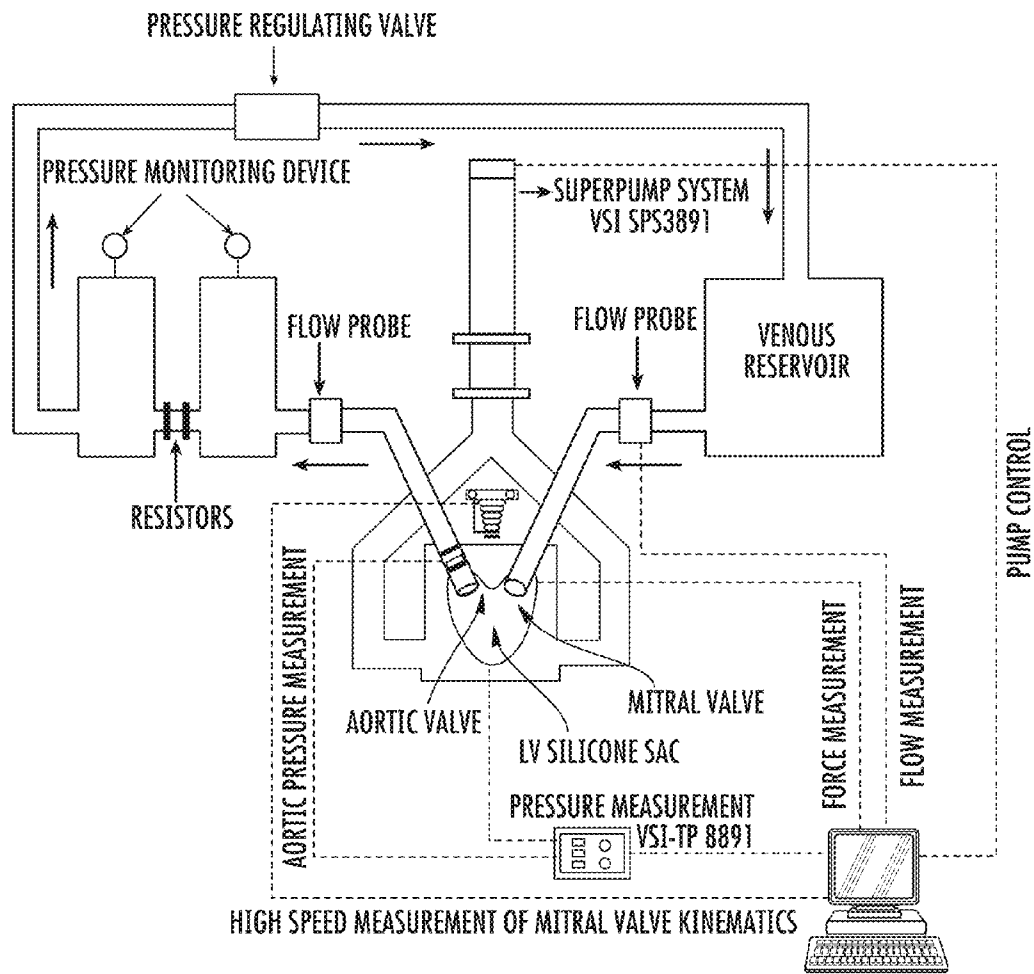 PRESSURE REGULATING VALVE
PRESSURE MONITORING DEVICE
SUPERPUMP SYSTEM
VSI SPS3891
FLOW PROBE
FLOW PROBE
VENOUS
RESERVOIR
RESISTORS
PUMP CONTROL
AORTIC PRESSURE MEASUREMENT
AORTIC VALVE
MITRAL VALVE
LV SILICONE SAC
FORCE MEASUREMENT
FLOW MEASUREMENT
PRESSURE MEASUREMENT
VSI-TP 8891
HIGH SPEED MEASUREMENT OF MITRAL VALVE KINEMATICS